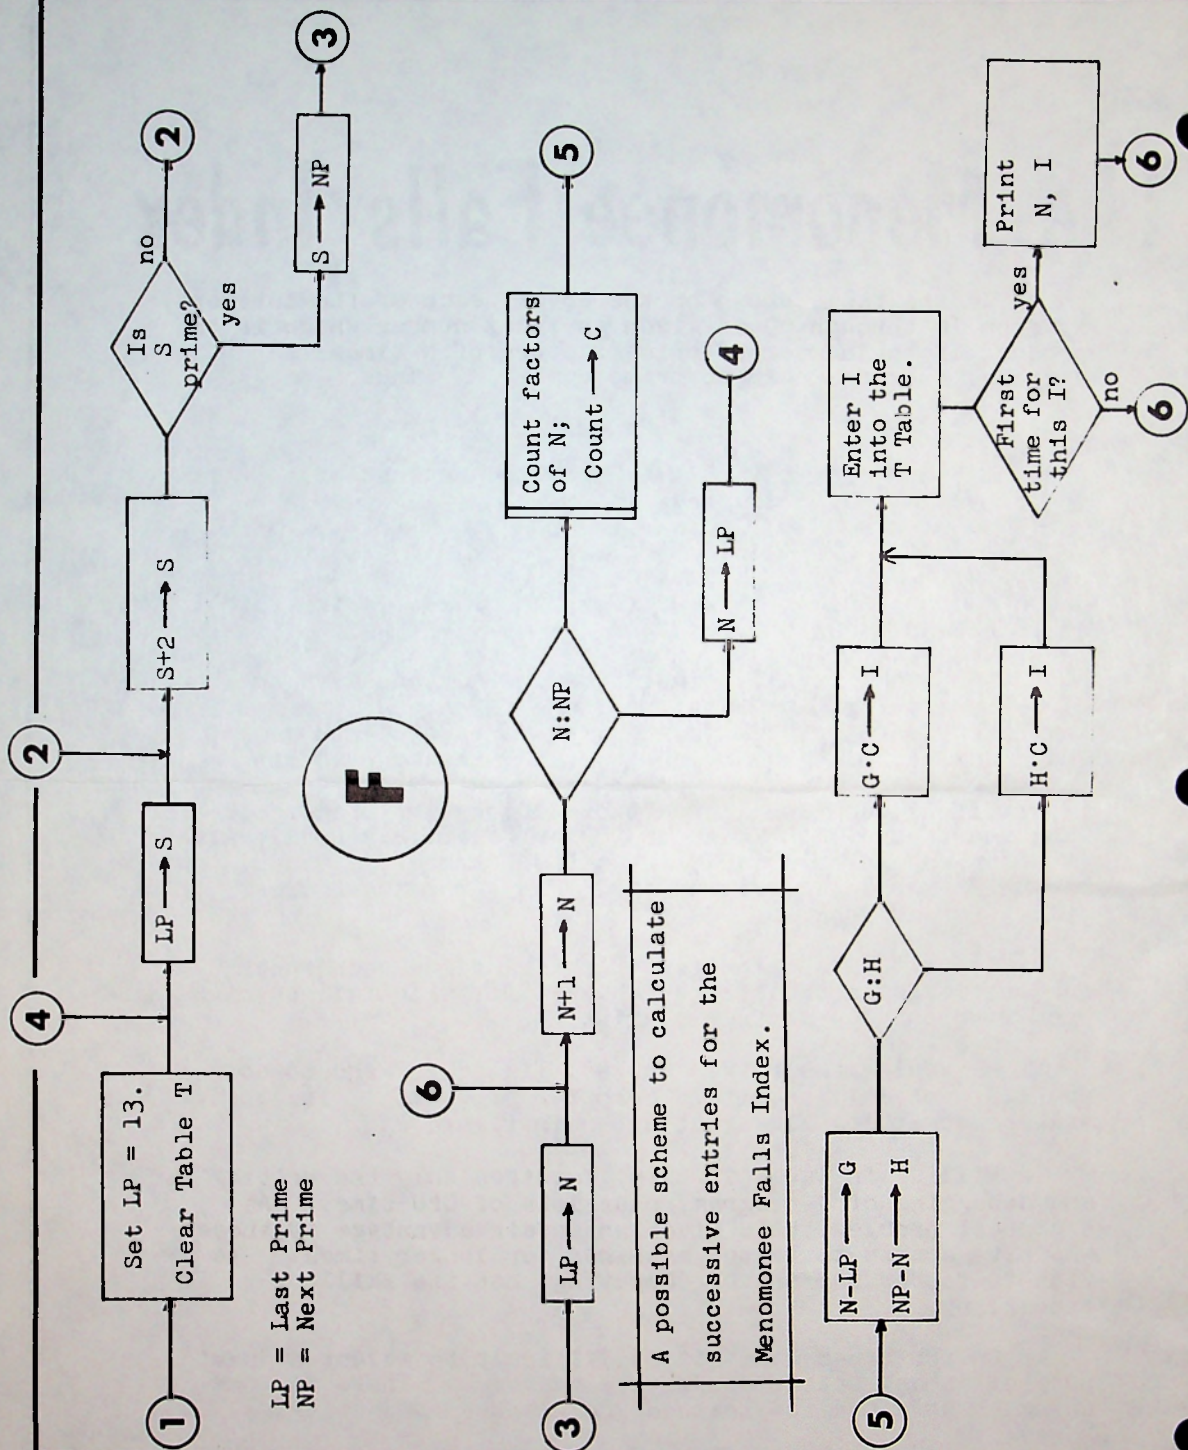 4
2
1
Set LP = 13.
Clear Table T
LP → S
S+2 → S
Is
S
prime?
no
2
yes
S → NP
3
LP = Last Prime
NP = Next Prime
F
6
3
LP → N
N+1 → N
N:NP
Count factors
of N;
Count → C
5
N → LP
4
A possible scheme to calculate
successive entries for the
Menomonee Falls Index.
5
N-LP → G
NP-N → H
G:H
G·C → I
H·C → I
Enter I
into the
T Table.
First
time for
this I?
yes
no
6
Print
N, I
6